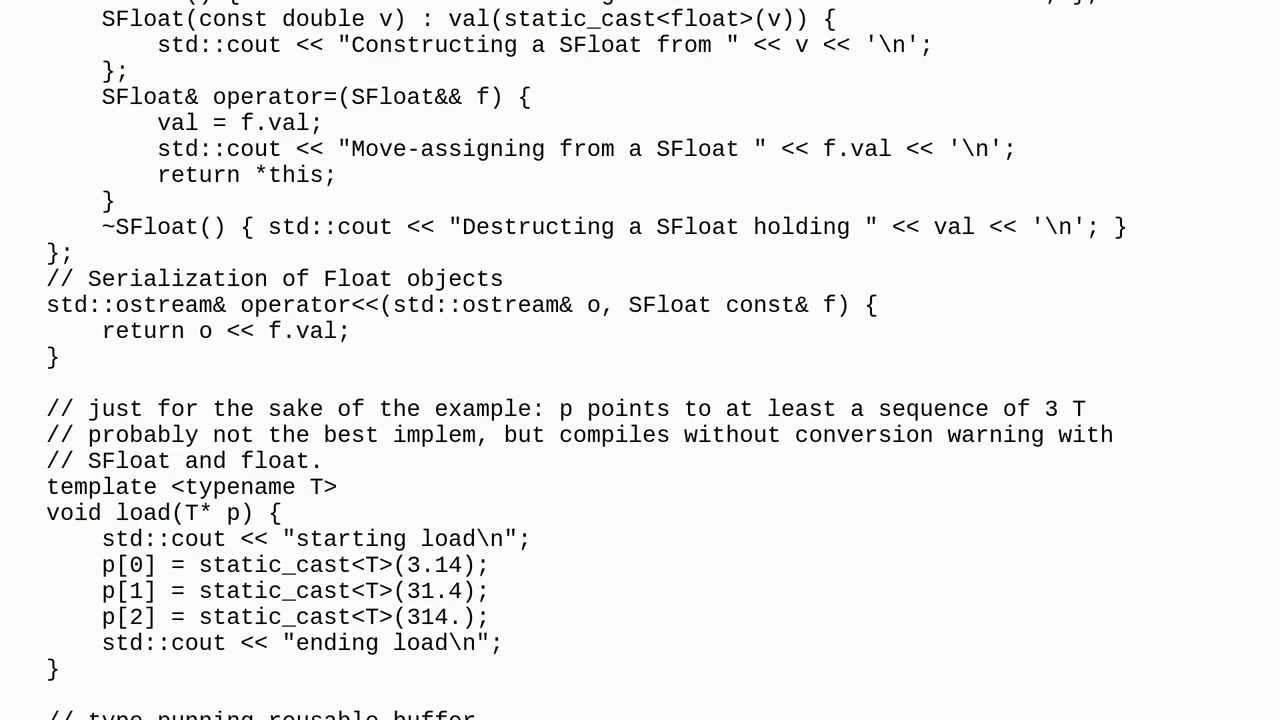 SFloat(const double v) : val(static_cast<float>(v)) {
std::cout << "Constructing a SFloat from " << v << '\n';
};
SFloat& operator=(SFloat&& f) {
val = f.val;
std::cout << "Move-assigning from a SFloat " << f.val << '\n';
return *this;
}
~SFloat() { std::cout << "Destructing a SFloat holding " << val << '\n'; }
};
// Serialization of Float objects
std::ostream& operator<<(std::ostream& o, SFloat const& f) {
return o << f.val;
}
// just for the sake of the example: p points to at least a sequence of 3 T
// probably not the best implem, but compiles without conversion warning with
// SFloat and float.
template <typename T>
void load(T* p) {
std::cout << "starting load\n";
p[0] = static_cast<T>(3.14);
p[1] = static_cast<T>(31.4);
p[2] = static_cast<T>(314.);
std::cout << "ending load\n";
}
// type punning reusable buffer